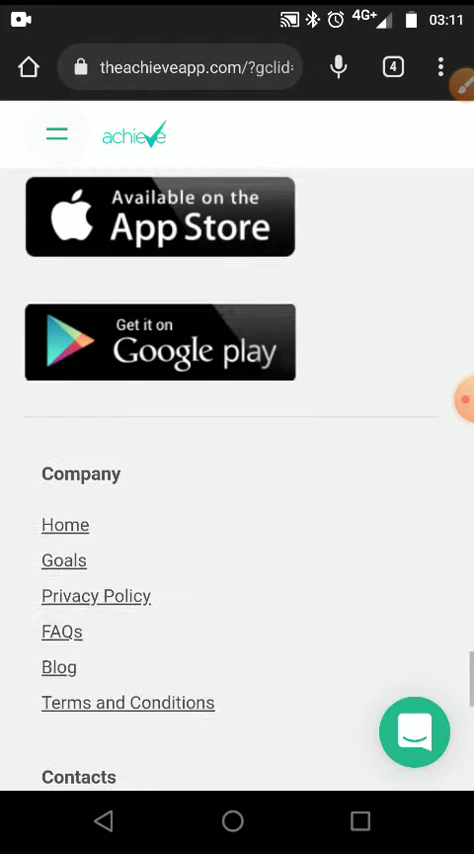 4G+ 03:11
theachieveapp.com/?gclid=
4
achieve
Available on the
App Store
Get it on
Google play
Company
Home
Goals
Privacy Policy
FAQs
Blog
Terms and Conditions
Contacts